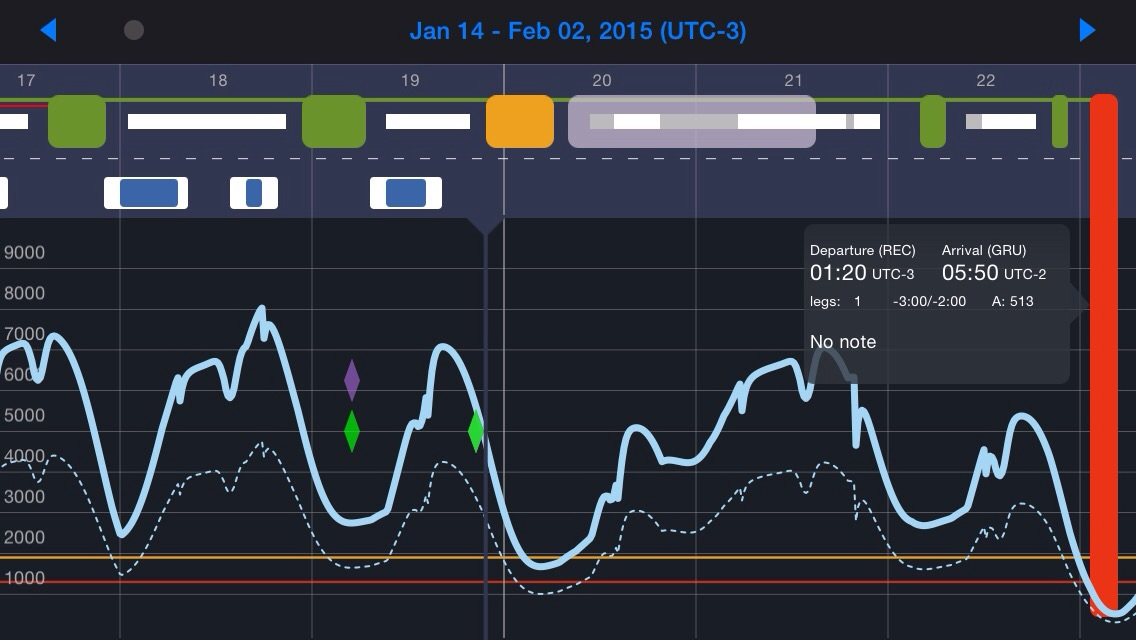 Jan 14 - Feb 02, 2015 (UTC-3)
17 18 19 20 21 22
9000
8000
7000
6000
5000
4000
3000
2000
1000
Departure (REC) Arrival (GRU)
01:20 UTC-3 05:50 UTC-2
legs: 1 -3:00/-2:00 A: 513
No note